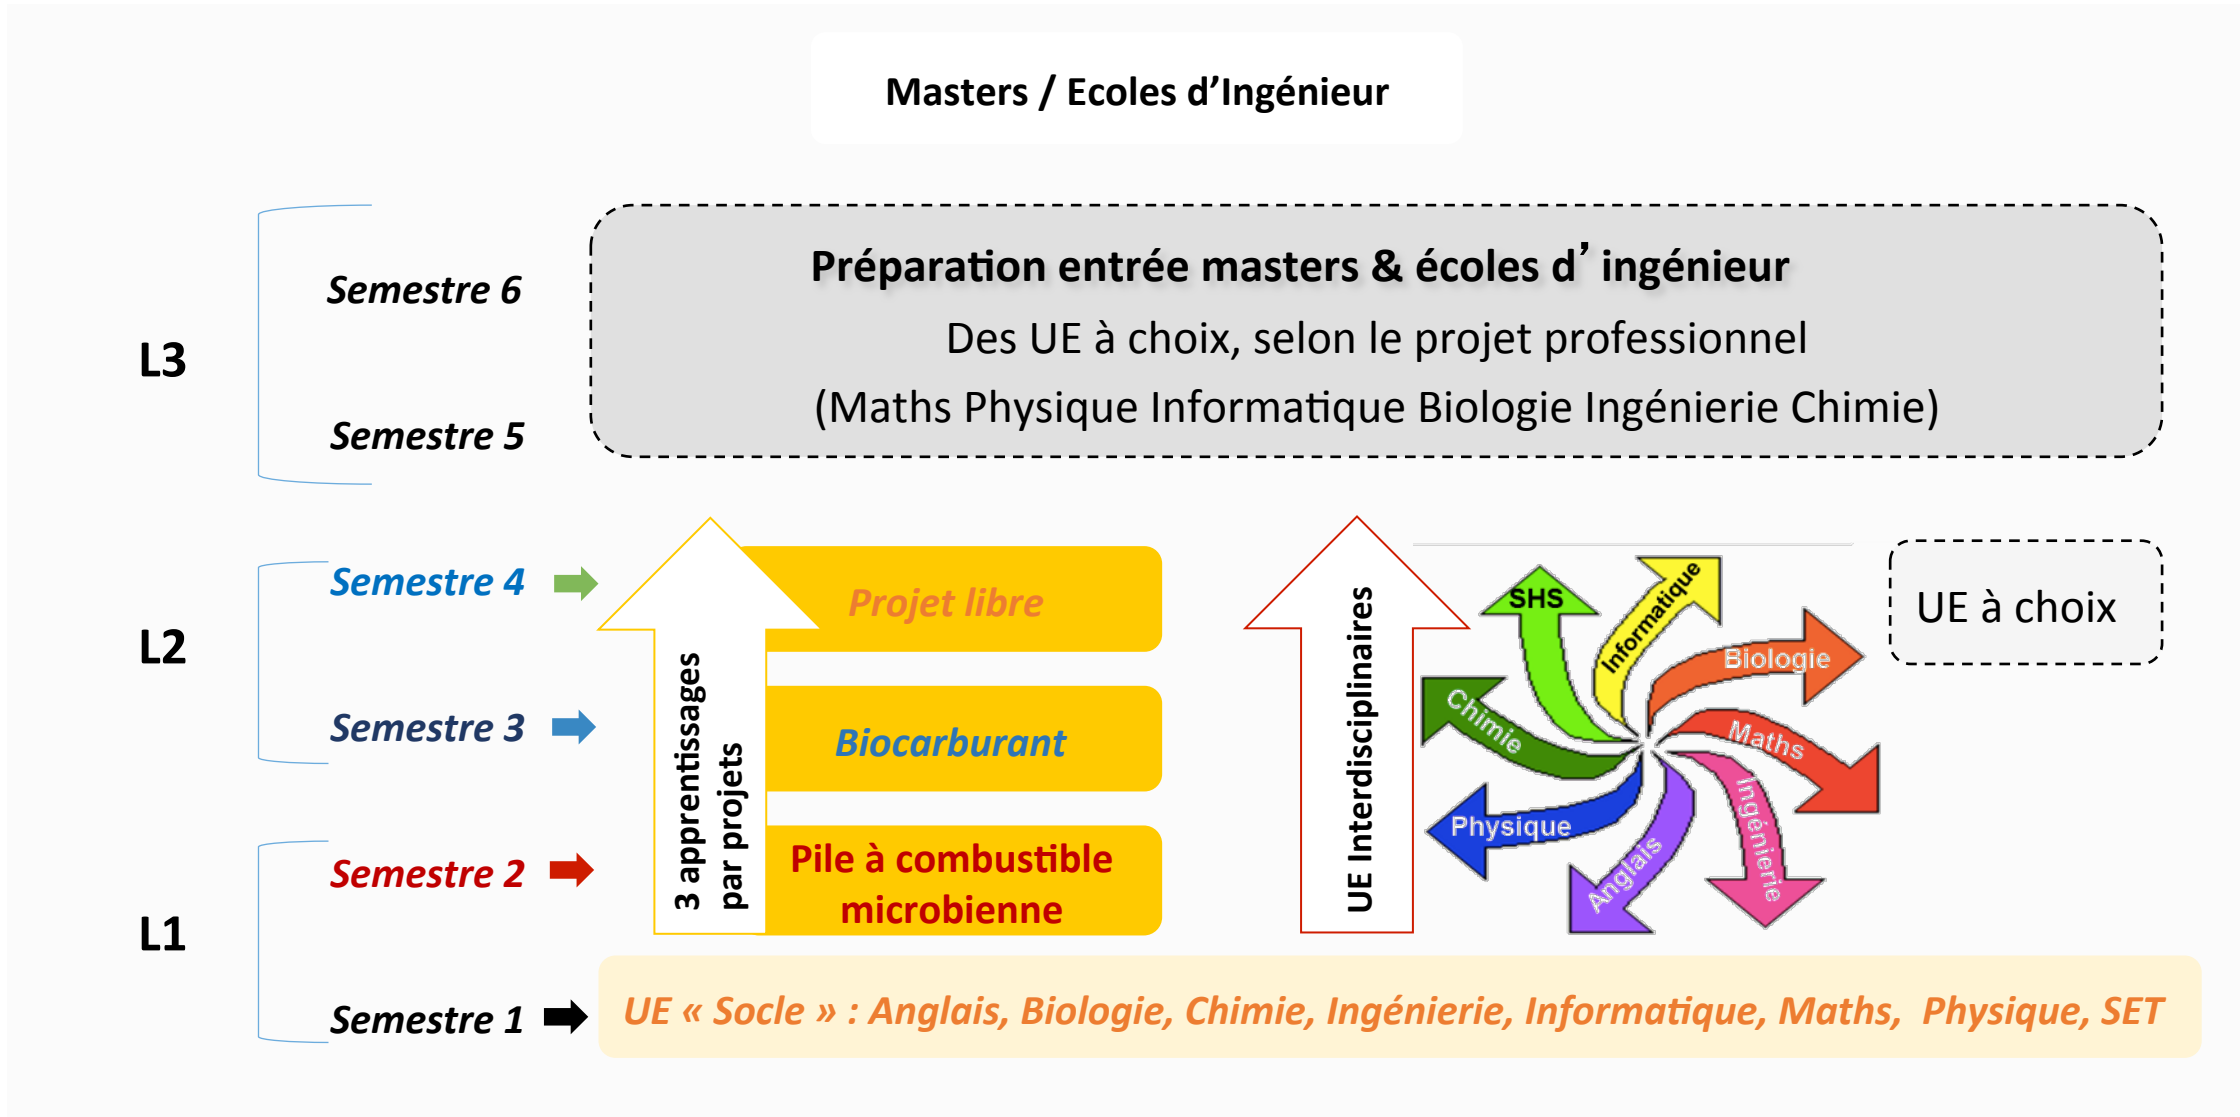 Masters / Ecoles d’Ingénieur
L3
Semestre 6
Semestre 5
Préparation entrée masters & écoles d’ ingénieur
Des UE à choix, selon le projet professionnel
(Maths Physique Informatique Biologie Ingénierie Chimie)
L2
Semestre 4
Semestre 3
L1
Semestre 2
Semestre 1
3 apprentissages
par projets
Projet libre
Biocarburant
Pile à combustible
microbienne
UE Interdisciplinaires
SHS
Informatique
Biologie
Maths
Ingénierie
Anglais
Physique
Chimie
UE à choix
UE « Socle » : Anglais, Biologie, Chimie, Ingénierie, Informatique, Maths, Physique, SET